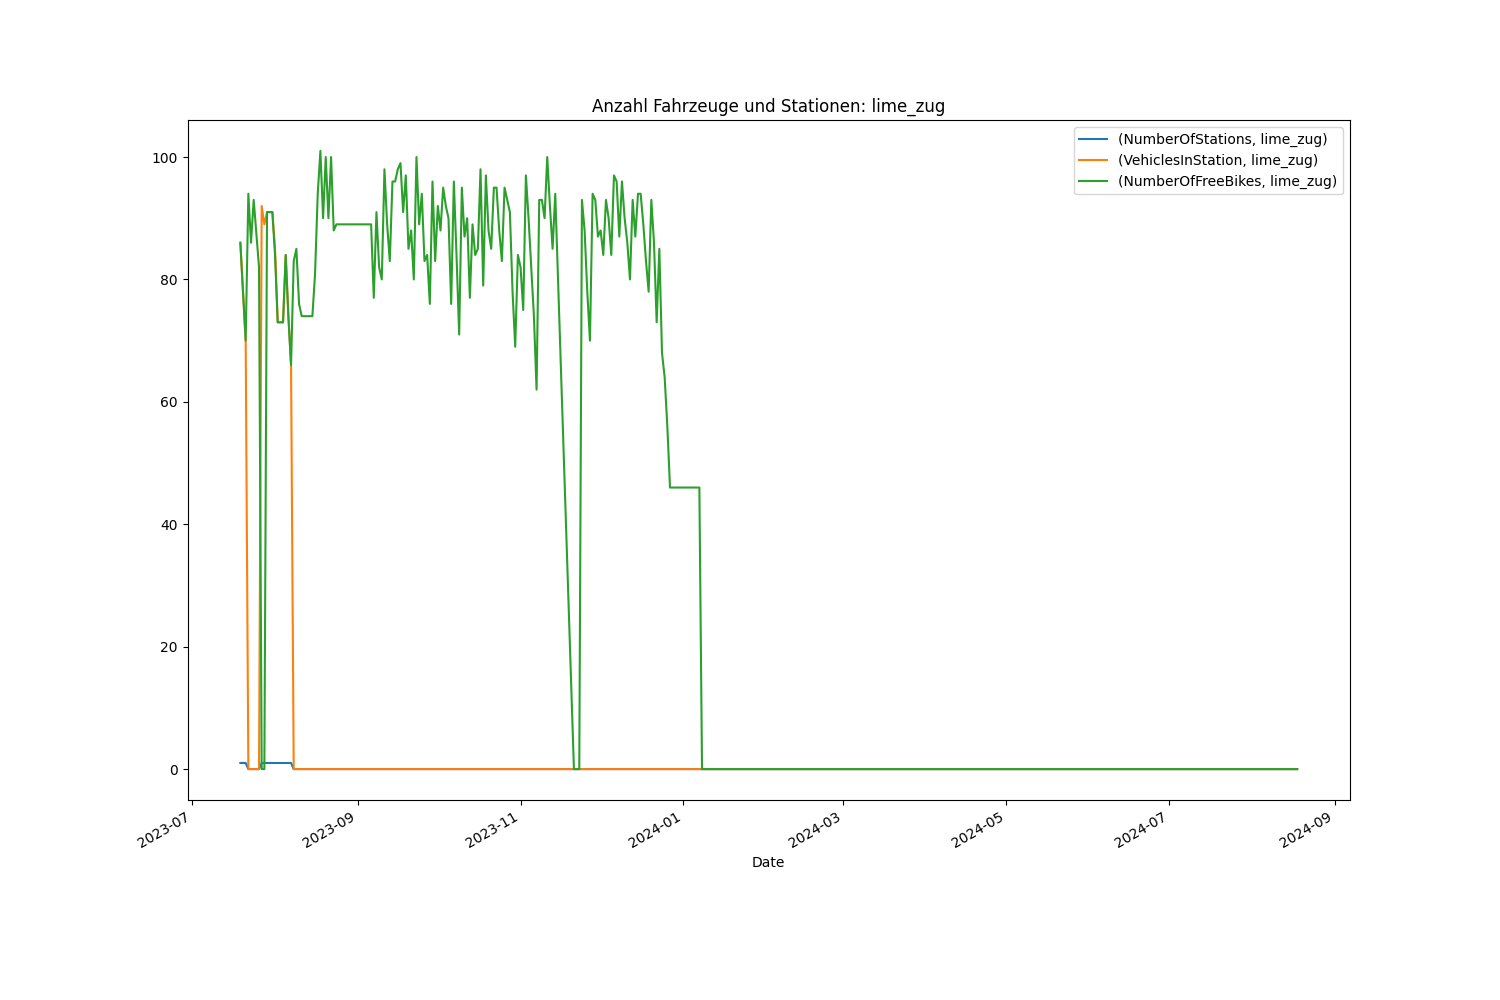 Anzahl Fahrzeuge und Stationen: lime_zug
(NumberOfStations, lime_zug)
(VehiclesInStation, lime_zug)
(NumberOfFreeBikes, lime_zug)
100
80
60
40
20
0
2023-07
2023-09
2023-11
2024-01
2024-03
2024-05
2024-07
2024-09
Date